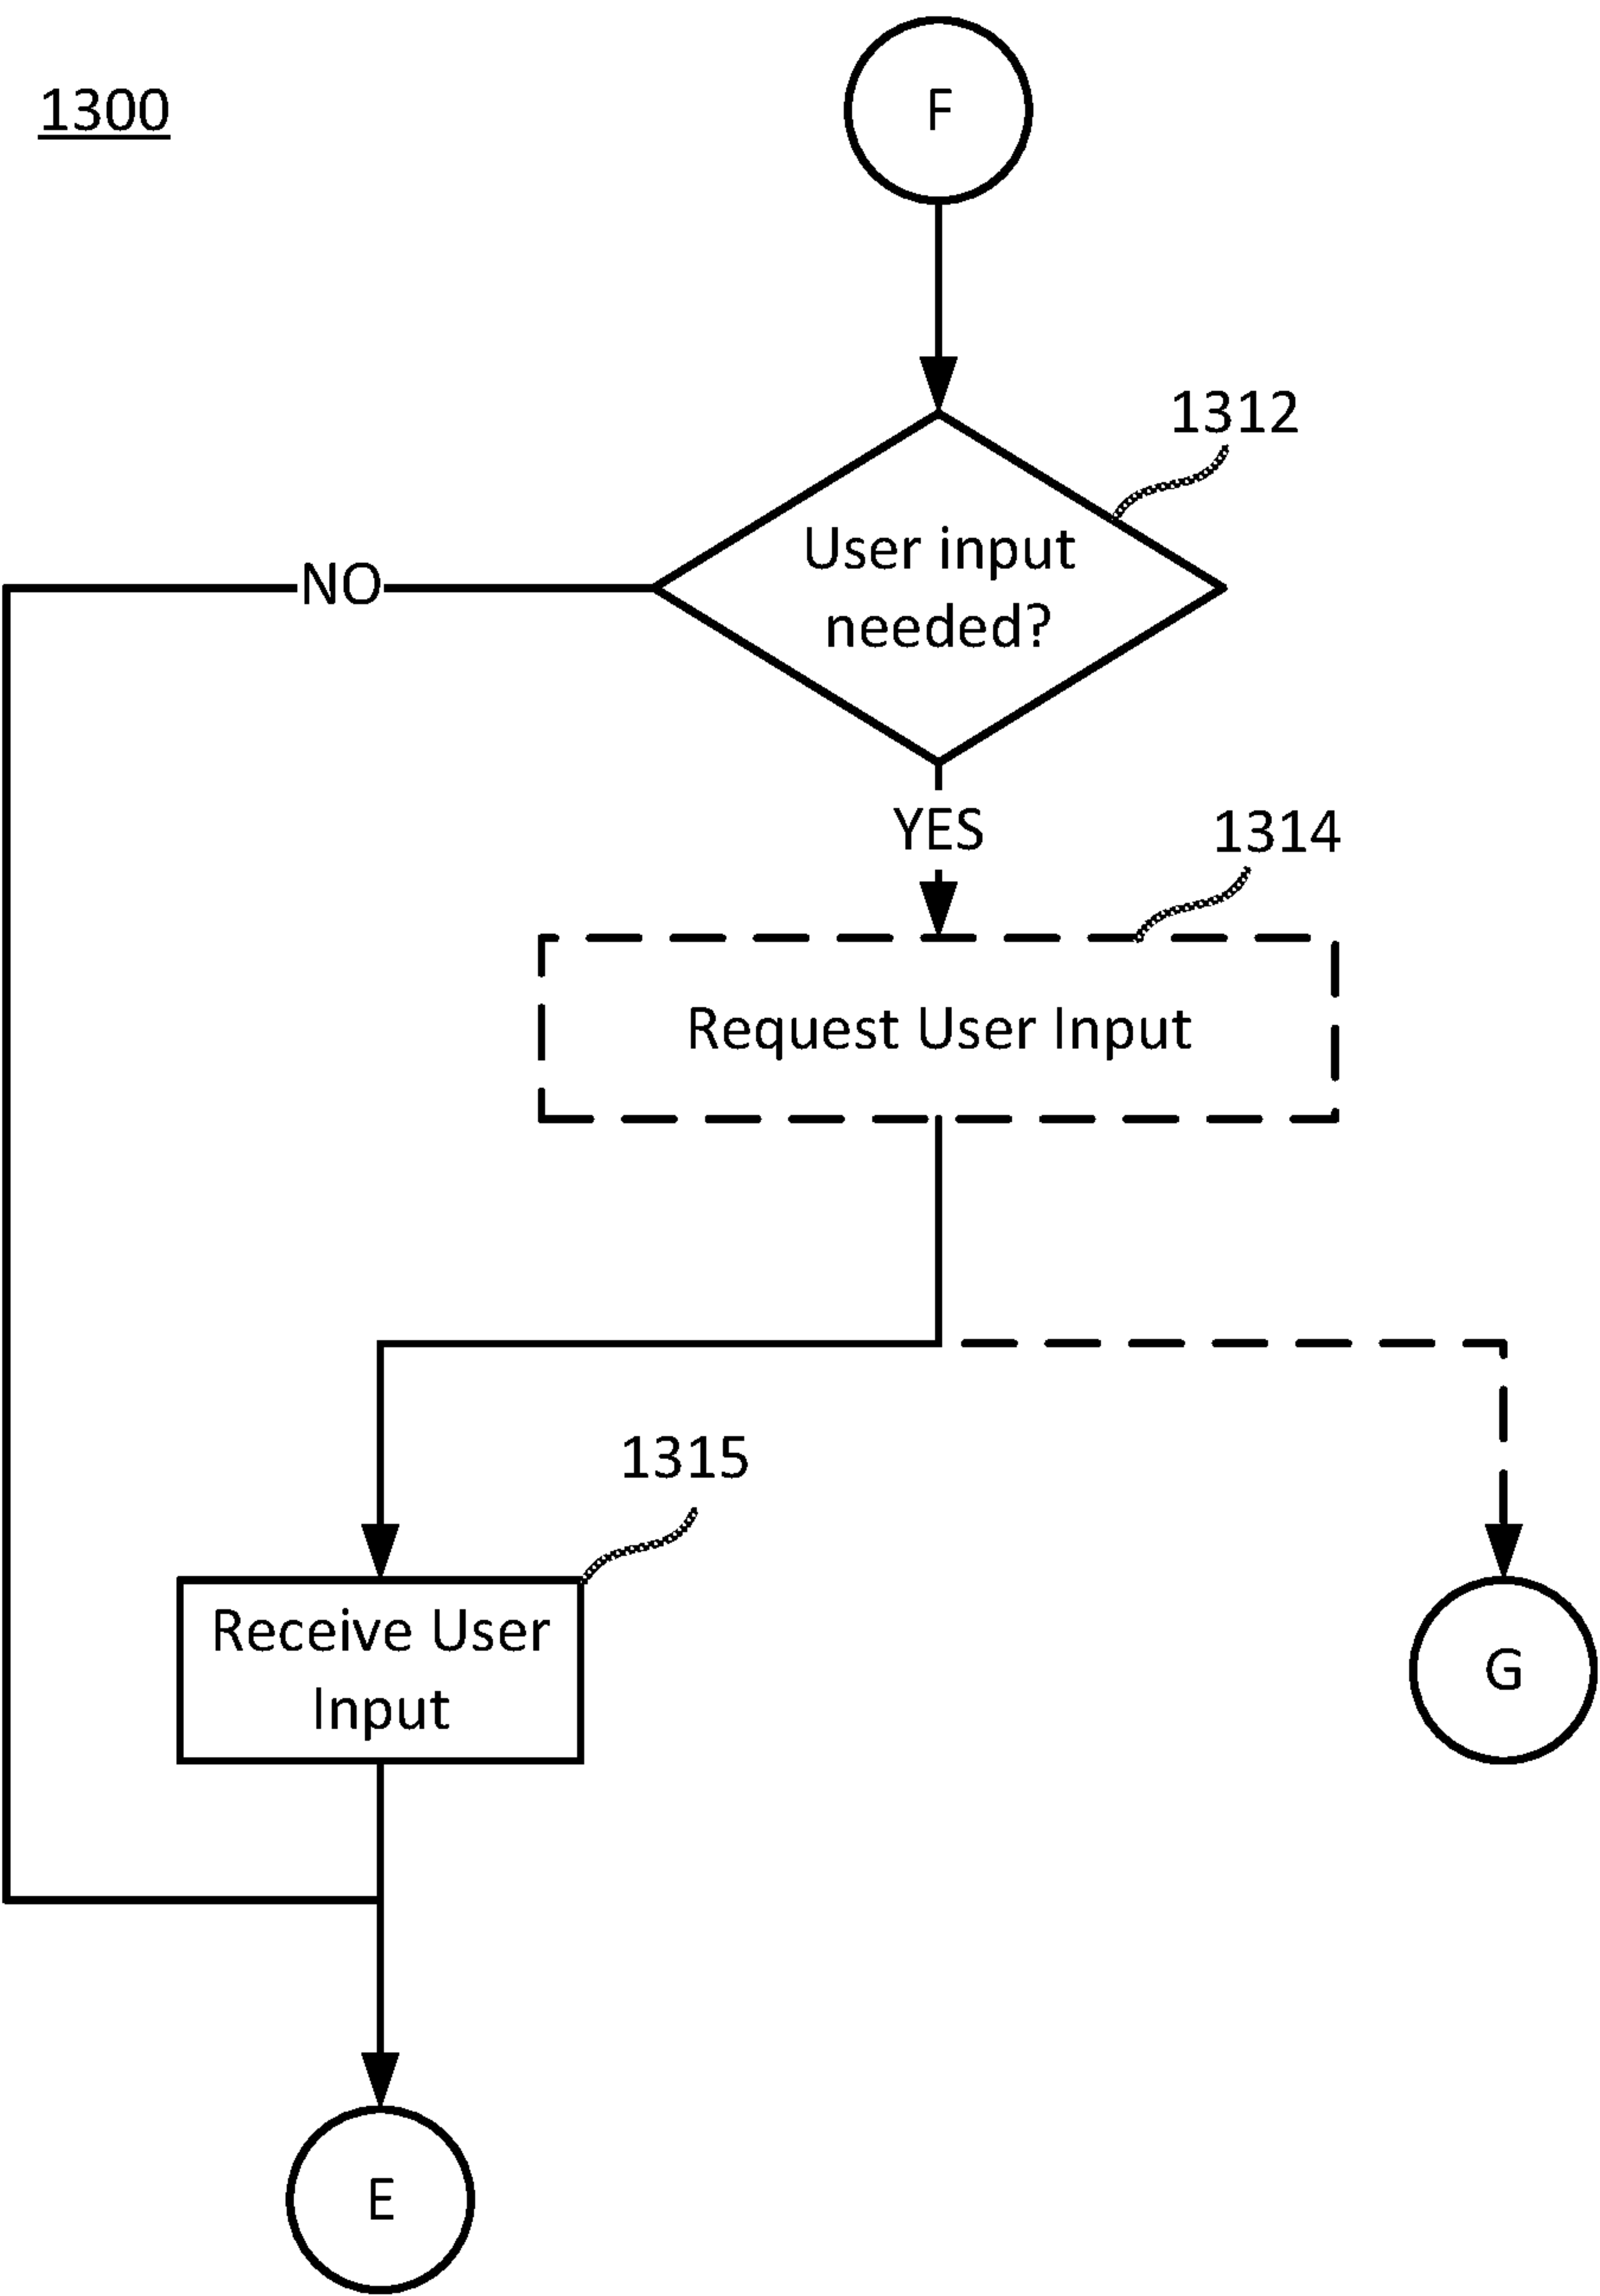 1300
F
1312
User input
needed?
NO
YES
1314
Request User Input
1315
Receive User
Input
G
E